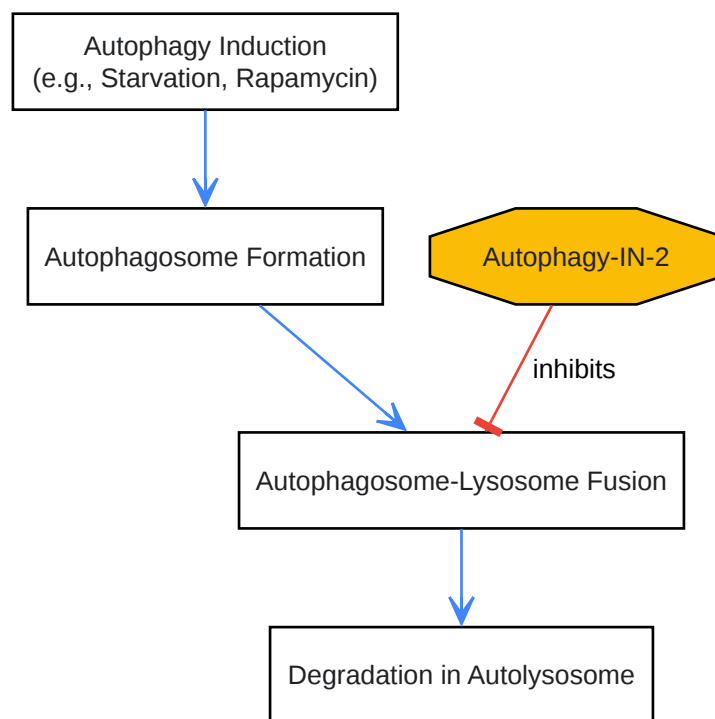 Autophagy Induction
(e.g., Starvation, Rapamycin)
Autophagosome Formation
Autophagy-IN-2
inhibits
Autophagosome-Lysosome Fusion
Degradation in Autolysosome